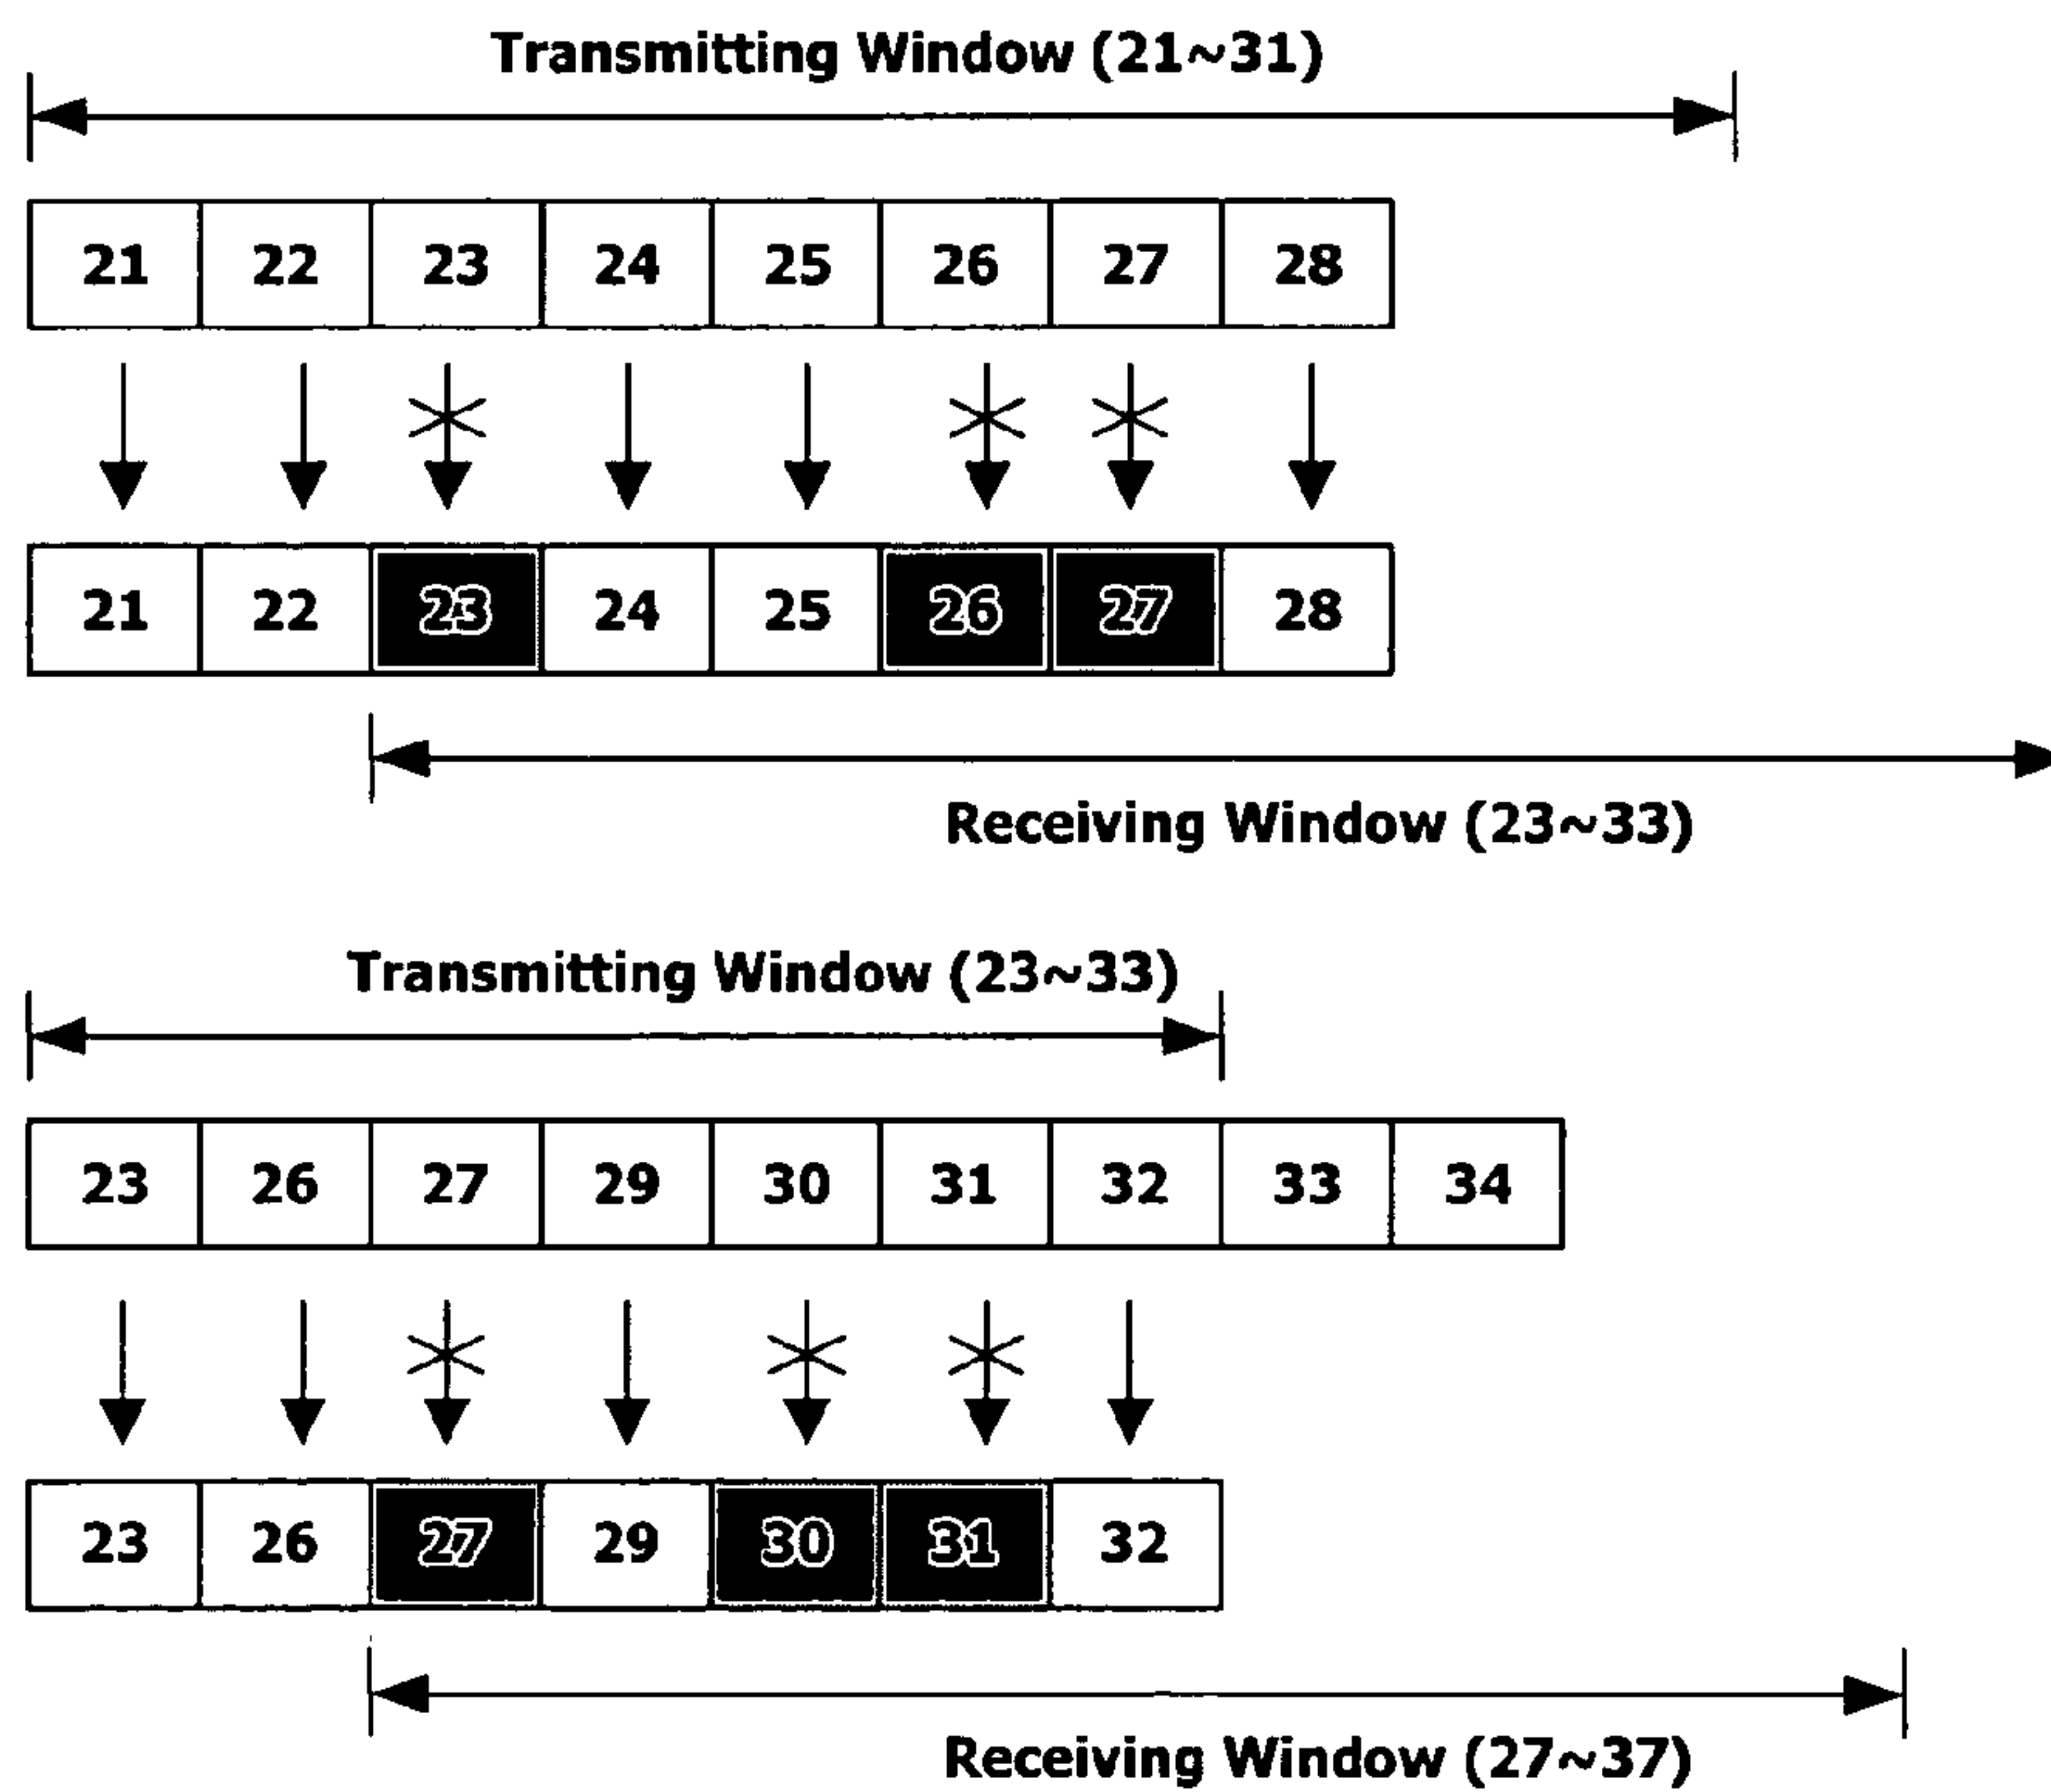 Transmitting Window (21~31)
21 22 23 24 25 26 27 28
21 22 23 24 25 26 27 28
Receiving Window (23~33)
Transmitting Window (23~33)
23 26 27 29 30 31 32 33 34
23 26 27 29 30 31 32
Receiving Window (27~37)